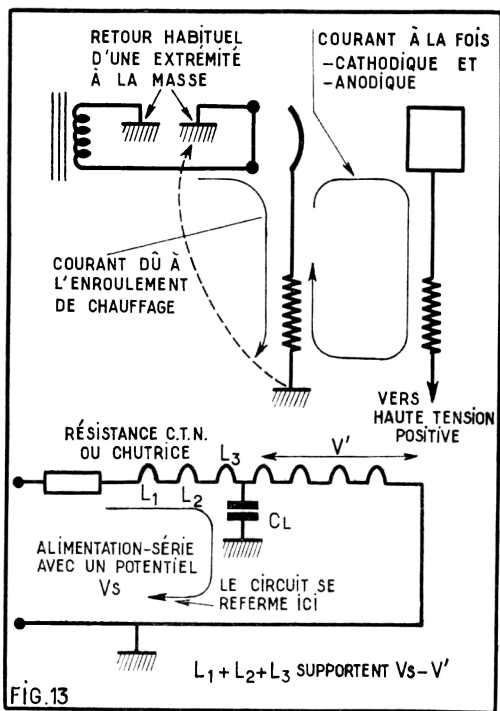 RETOUR HABITUEL
D'UNE EXTRÉMITÉ
À LA MASSE
COURANT À LA FOIS
-CATHODIQUE ET
-ANODIQUE
COURANT DÛ À
L'ENROULEMENT
DE CHAUFFAGE
VERS
HAUTE TENSION
POSITIVE
RÉSISTANCE C.T.N.
OU CHUTRICE
L3
V'
L1
L2
CL
ALIMENTATION-SÉRIE
AVEC UN POTENTIEL
Vs
LE CIRCUIT SE
REFERME ICI
L1+L2+L3 SUPPORTENT Vs-V'
FIG.13